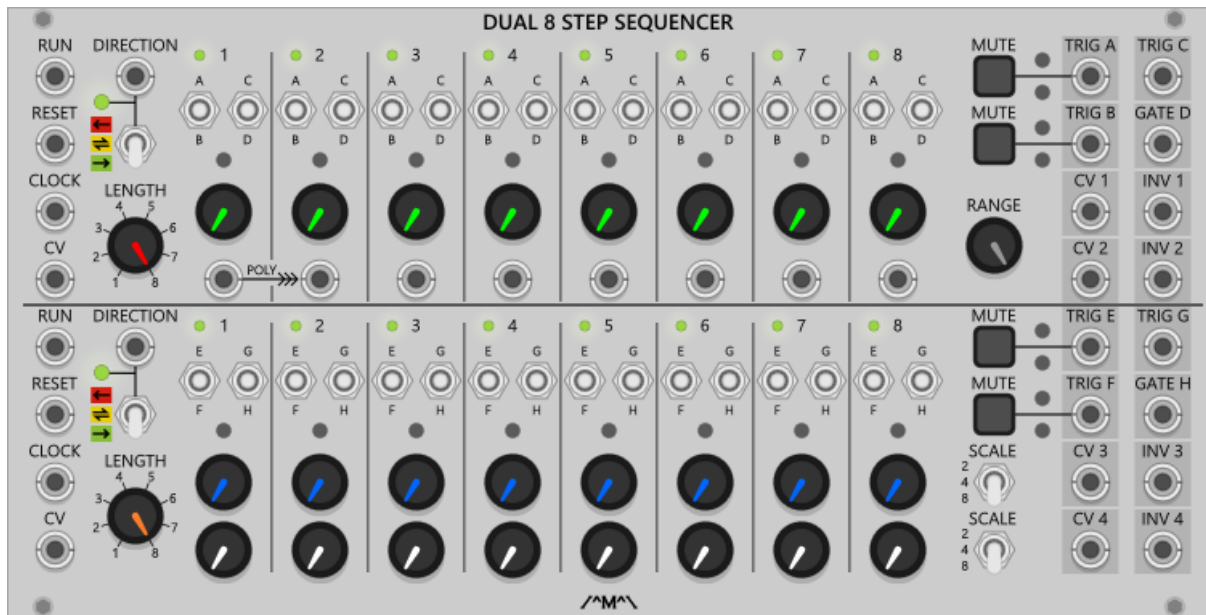 DUAL 8 STEP SEQUENCER
RUN DIRECTION 1 2 3 4 5 6 7 8 MUTE TRIG A TRIG C
A C A C A C A C A C A C A C A C
RESET MUTE TRIG B GATE D
B D B D B D B D B D B D B D B D
CLOCK LENGTH CV 1 INV 1
1 2 3 4 5 6 7 8 RANGE
CV POLY CV 2 INV 2
RUN DIRECTION 1 2 3 4 5 6 7 8 MUTE TRIG E TRIG G
E G E G E G E G E G E G E G E G
RESET MUTE TRIG F GATE H
F H F H F H F H F H F H F H F H
CLOCK LENGTH SCALE CV 3 INV 3
1 2 3 4 5 6 7 8 2 4 8
CV SCALE CV 4 INV 4
2 4 8
/^M^\